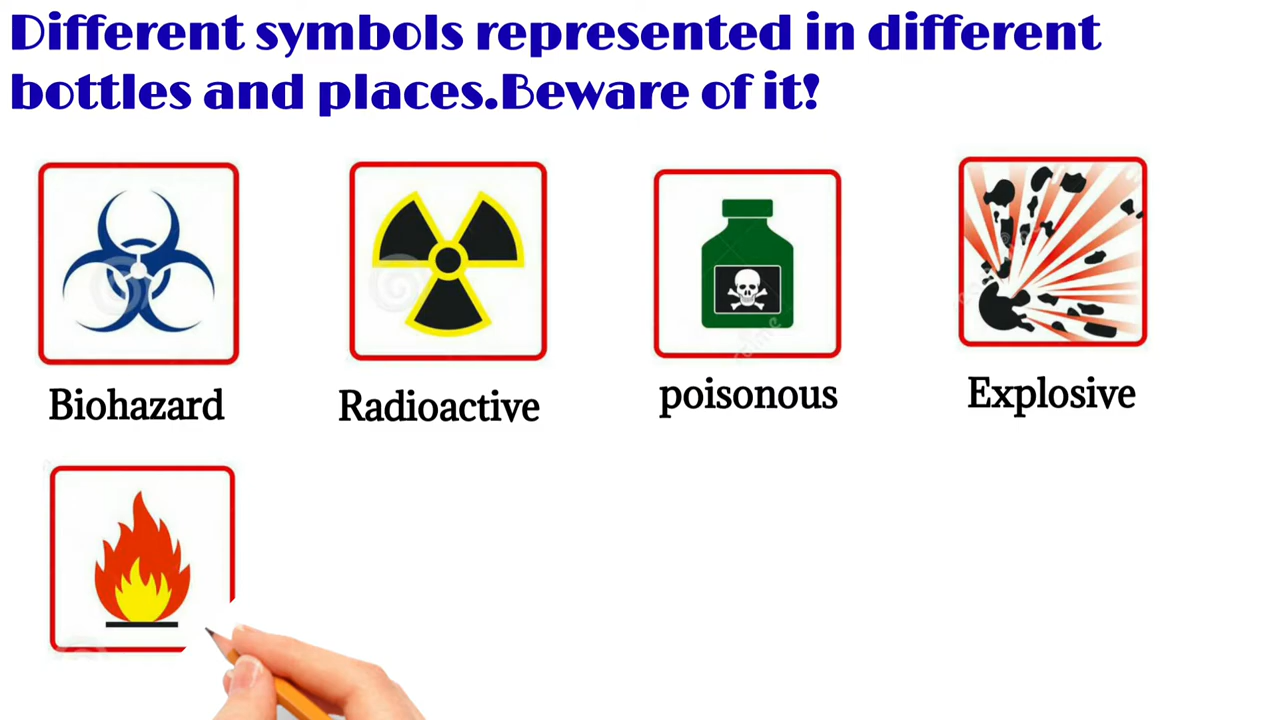 Different symbols represented in different
bottles and places.Beware of it!
Biohazard
Radioactive
poisonous
Explosive